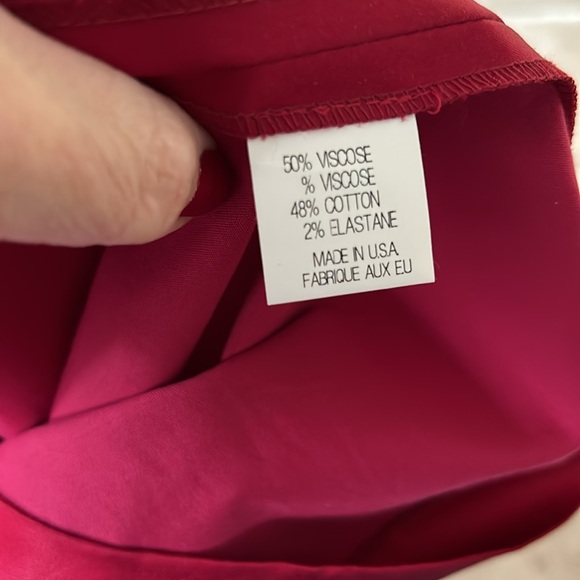 50% VISCOSE
% VISCOSE
48% COTTON
2% ELASTANE
MADE IN U.S.A
FABRIQUE AUX EU